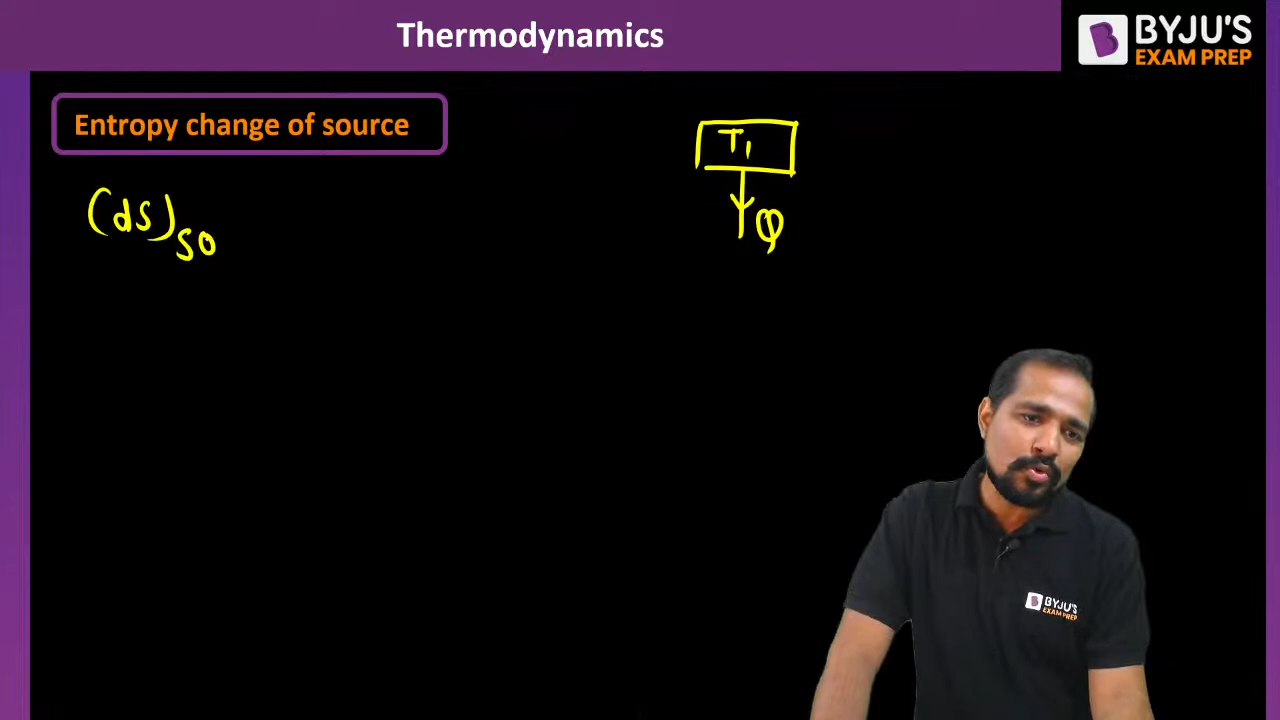 Thermodynamics
BYJU'S
EXAM PREP
Entropy change of source
T1
(ds)so
Q
BYJU'S
EXAM PREP